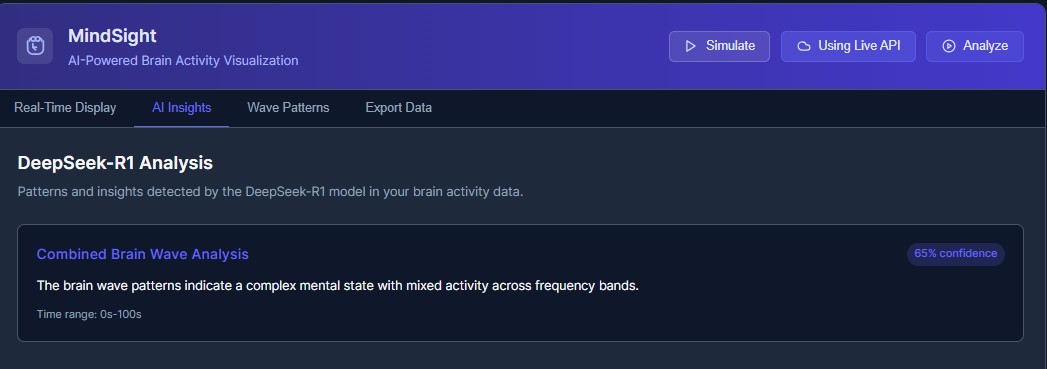 MindSight
AI-Powered Brain Activity Visualization
Simulate
Using Live API
Analyze
Real-Time Display
AI Insights
Wave Patterns
Export Data
DeepSeek-R1 Analysis
Patterns and insights detected by the DeepSeek-R1 model in your brain activity data.
Combined Brain Wave Analysis
65% confidence
The brain wave patterns indicate a complex mental state with mixed activity across frequency bands.
Time range: 0s-100s